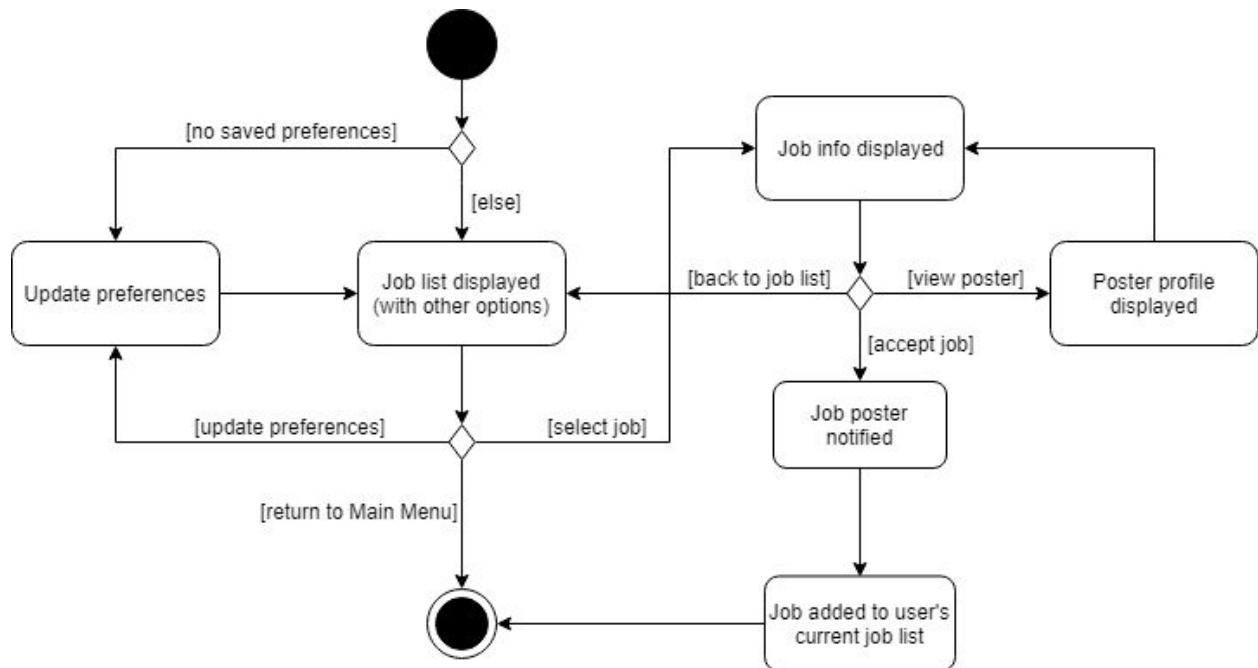 [no saved preferences]
Job info displayed
[else]
Update preferences
Job list displayed
(with other options)
[back to job list]
[view poster]
Poster profile
displayed
[accept job]
[update preferences]
[select job]
Job poster
notified
[return to Main Menu]
Job added to user's
current job list